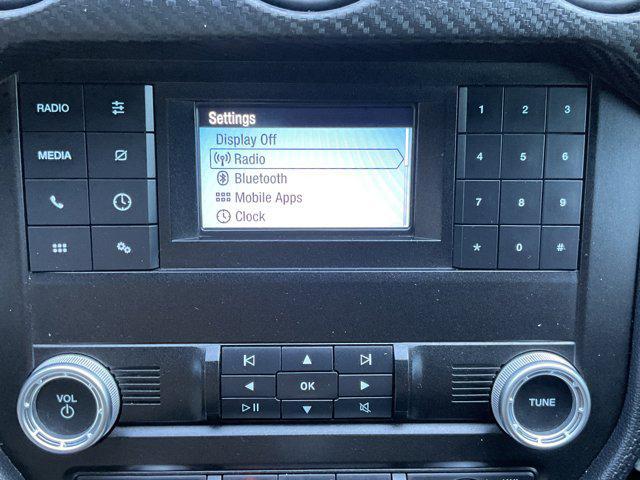 RADIO
MEDIA
Settings
Display Off
Radio
Bluetooth
Mobile Apps
Clock
1 2 3
4 5 6
7 8 9
* 0 #
VOL
OK
TUNE